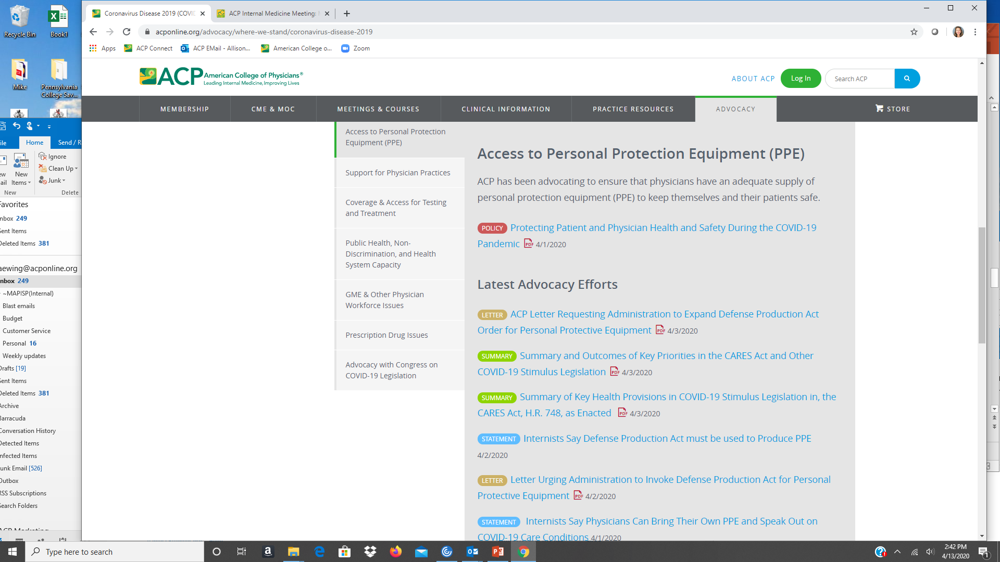 Recycle Bin
Book1
Mike
Pennsylvania
College Sav...
Coronavirus Disease 2019 (COVID
ACP Internal Medicine Meeting:
acponline.org/advocacy/where-we-stand/coronavirus-disease-2019
Apps
ACP Connect
ACP EMail - Allison...
American College o...
Zoom
ACP American College of Physicians®
Leading Internal Medicine, Improving Lives
ABOUT ACP
Log In
Search ACP
MEMBERSHIP
CME & MOC
MEETINGS & COURSES
CLINICAL INFORMATION
PRACTICE RESOURCES
ADVOCACY
STORE
ile
Home
Send / R
Ignore
Clean Up
Junk
ew
ail
New
Items
New
Delete
Favorites
nbox 249
Sent Items
Deleted Items 381
aewing@acponline.org
nbox 249
~MAPISP(Internal)
Blast emails
Budget
Customer Service
Personal 16
Weekly updates
Drafts [19]
Sent Items
Deleted Items 381
Archive
Barracuda
Conversation History
Detected Items
nfected Items
unk Email [526]
Outbox
RSS Subscriptions
Search Folders
ACP Marketing
Access to Personal Protection
Equipment (PPE)
Support for Physician Practices
Coverage & Access for Testing
and Treatment
Public Health, Non-
Discrimination, and Health
System Capacity
GME & Other Physician
Workforce Issues
Prescription Drug Issues
Advocacy with Congress on
COVID-19 Legislation
Access to Personal Protection Equipment (PPE)
ACP has been advocating to ensure that physicians have an adequate supply of
personal protection equipment (PPE) to keep themselves and their patients safe.
POLICY Protecting Patient and Physician Health and Safety During the COVID-19
Pandemic PDF 4/1/2020
Latest Advocacy Efforts
LETTER ACP Letter Requesting Administration to Expand Defense Production Act
Order for Personal Protective Equipment PDF 4/3/2020
SUMMARY Summary and Outcomes of Key Priorities in the CARES Act and Other
COVID-19 Stimulus Legislation PDF 4/3/2020
SUMMARY Summary of Key Health Provisions in COVID-19 Stimulus Legislation in, the
CARES Act, H.R. 748, as Enacted PDF 4/3/2020
STATEMENT Internists Say Defense Production Act must be used to Produce PPE
4/2/2020
LETTER Letter Urging Administration to Invoke Defense Production Act for Personal
Protective Equipment PDF 4/2/2020
STATEMENT Internists Say Physicians Can Bring Their Own PPE and Speak Out on
COVID-19 Care Conditions 4/1/2020
Type here to search
2:42 PM
4/13/2020
1